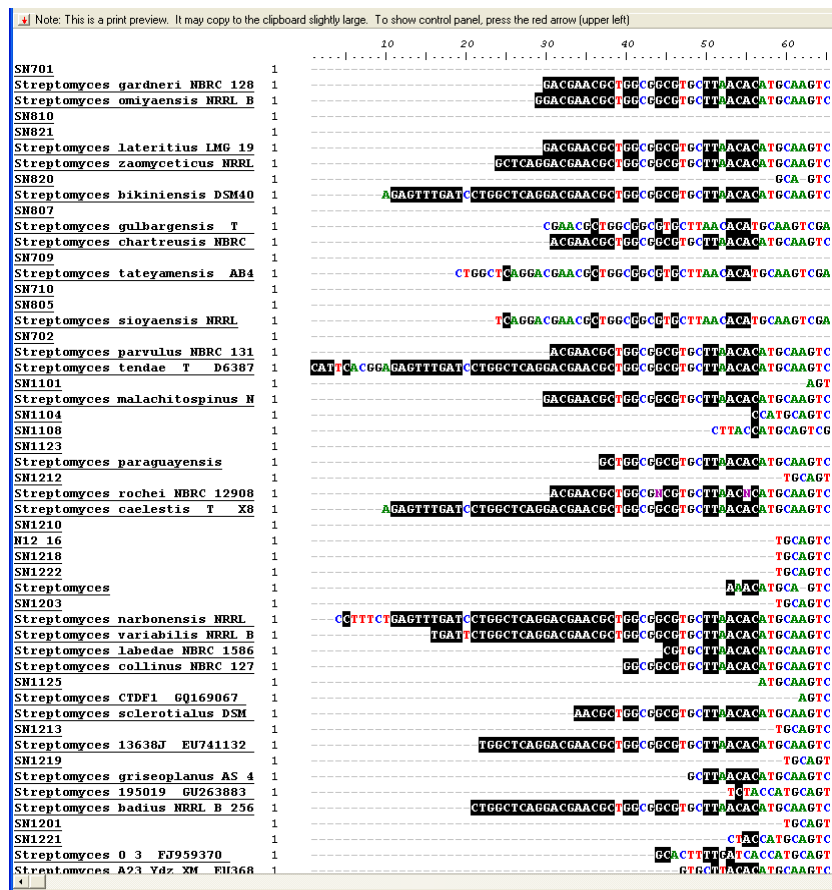 Note: This is a print preview. It may copy to the clipboard slightly large. To show control panel, press the red arrow (upper left)
10 20 30 40 50 60
SN701 1
Streptomyces gardneri NBRC 128 1 GACGAACGCTGGCGGCGTGCTTAACACATGCAAGTC
Streptomyces omiyaensis NRRL B 1 GGACGAACGCTGGCGGCGTGCTTAACACATGCAAGTC
SN810 1
SN821 1
Streptomyces lateritius LMG 19 1 GACGAACGCTGGCGGCGTGCTTAACACATGCAAGTC
Streptomyces zaomyceticus NRRL 1 GCTCAGGACGAACGCTGGCGGCGTGCTTAACACATGCAAGTC
SN820 1 GCA-GTC
Streptomyces bikiniensis DSM40 1 AGAGTTTGATCCTGGCTCAGGACGAACGCTGGCGGCGTGCTTAACACATGCAAGTC
SN807 1
Streptomyces gulbargensis T 1 CGAACGCTGGCGGCGTGCTTAACACATGCAAGTCGA
Streptomyces chartreusis NBRC 1 ACGAACGCTGGCGGCGTGCTTAACACATGCAAGTC
SN709 1
Streptomyces tateyamensis AB4 1 CTGGCTCAGGACGAACGCTGGCGGCGTGCTTAACACATGCAAGTCGA
SN710 1
SN805 1
Streptomyces sioyaensis NRRL 1 TCAGGACGAACGCTGGCGGCGTGCTTAACACATGCAAGTCGA
SN702 1
Streptomyces parvulus NBRC 131 1 ACGAACGCTGGCGGCGTGCTTAACACATGCAAGTC
Streptomyces tendae T D6387 1 CATTCACGGAGAGTTTGATCCTGGCTCAGGACGAACGCTGGCGGCGTGCTTAACACATGCAAGTC
SN1101 1 AGT
Streptomyces malachitospinus N 1 GACGAACGCTGGCGGCGTGCTTAACACATGCAAGTC
SN1104 1 CCATGCAGTC
SN1108 1 CTTACCATGCAGTCG
SN1123 1
Streptomyces paraguayensis 1 GCTGGCGGCGTGCTTAACACATGCAAGTC
SN1212 1 TGCAGT
Streptomyces rochei NBRC 12908 1 ACGAACGCTGGCGNCGTGCTTAACNCATGCAAGTC
Streptomyces caelestis T X8 1 AGAGTTTGATCCTGGCTCAGGACGAACGCTGGCGGCGTGCTTAACACATGCAAGTC
SN1210 1
N12 16 1 TGCAGTC
SN1218 1 TGCAGTC
SN1222 1 TGCAGTC
Streptomyces 1 AAACATGCA-GTC
SN1203 1 TGCAGTC
Streptomyces narbonensis NRRL 1 CCTTTCTGAGTTTGATCCTGGCTCAGGACGAACGCTGGCGGCGTGCTTAACACATGCAAGTC
Streptomyces variabilis NRRL B 1 TGATTCTGGCTCAGGACGAACGCTGGCGGCGTGCTTAACACATGCAAGTC
Streptomyces labedae NBRC 1586 1 CGTGCTTAACACATGCAAGTC
Streptomyces collinus NBRC 127 1 GGCGGCGTGCTTAACACATGCAAGTC
SN1125 1 ATGCAAGTC
Streptomyces CTDF1 GQ169067 1 AGTC
Streptomyces sclerotialus DSM 1 AACGCTGGCGGCGTGCTTAACACATGCAAGTC
SN1213 1 TGCAGTC
Streptomyces 13638J EU741132 1 TGGCTCAGGACGAACGCTGGCGGCGTGCTTAACACATGCAAGTC
SN1219 1 TGCAGT
Streptomyces griseoplanus AS 4 1 GCTTAACACATGCAAGTC
Streptomyces 195019 GU263883 1 TCTACCATGCAGT
Streptomyces badius NRRL B 256 1 CTGGCTCAGGACGAACGCTGGCGGCGTGCTTAACACATGCAAGTC
SN1201 1 TGCAGT
SN1221 1 CTACCATGCAGTC
Streptomyces 0 3 FJ959370 1 GCACTTTTGATCACCATGCAGTC
Streptomyces A23 Ydz XM EU368 1 GTGCTTACACATGCAAGTC